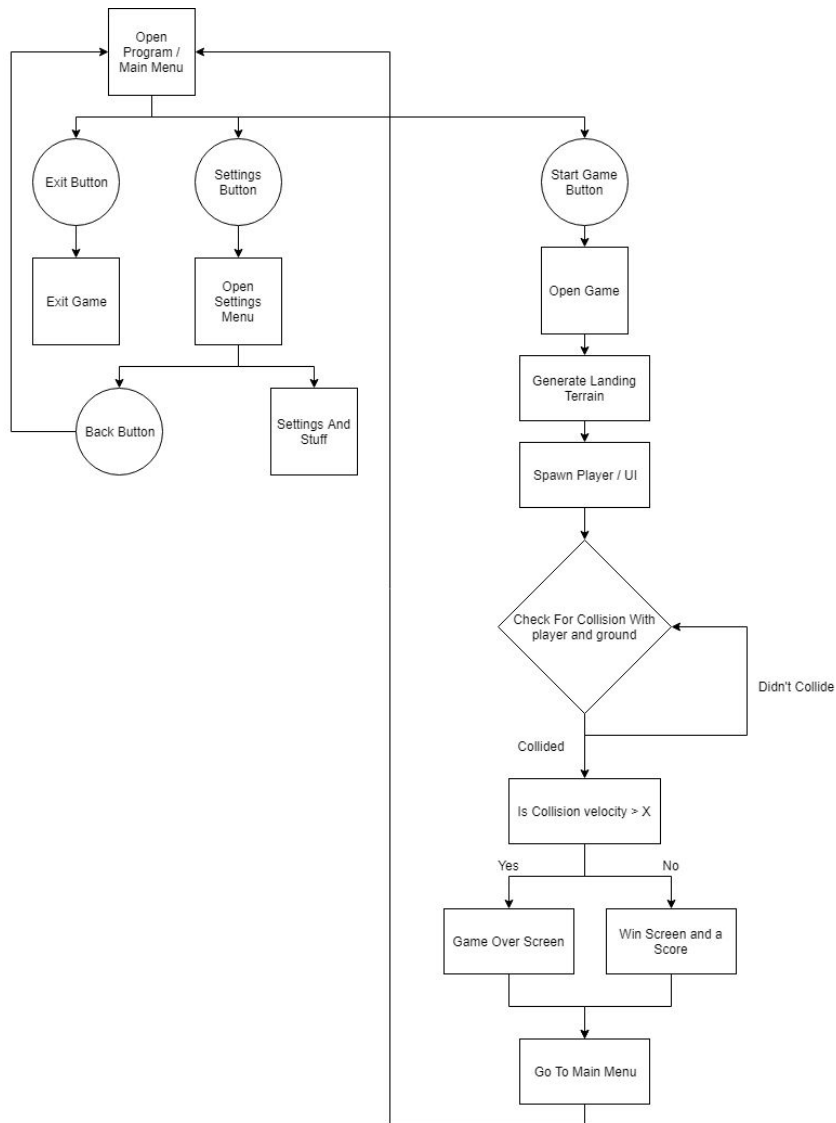 Open
Program /
Main Menu
Exit Button
Settings
Button
Start Game
Button
Exit Game
Open
Settings
Menu
Open Game
Back Button
Settings And
Stuff
Generate Landing
Terrain
Spawn Player / UI
Check For Collision With
player and ground
Didn't Collide
Collided
Is Collision velocity > X
Yes
No
Game Over Screen
Win Screen and a
Score
Go To Main Menu